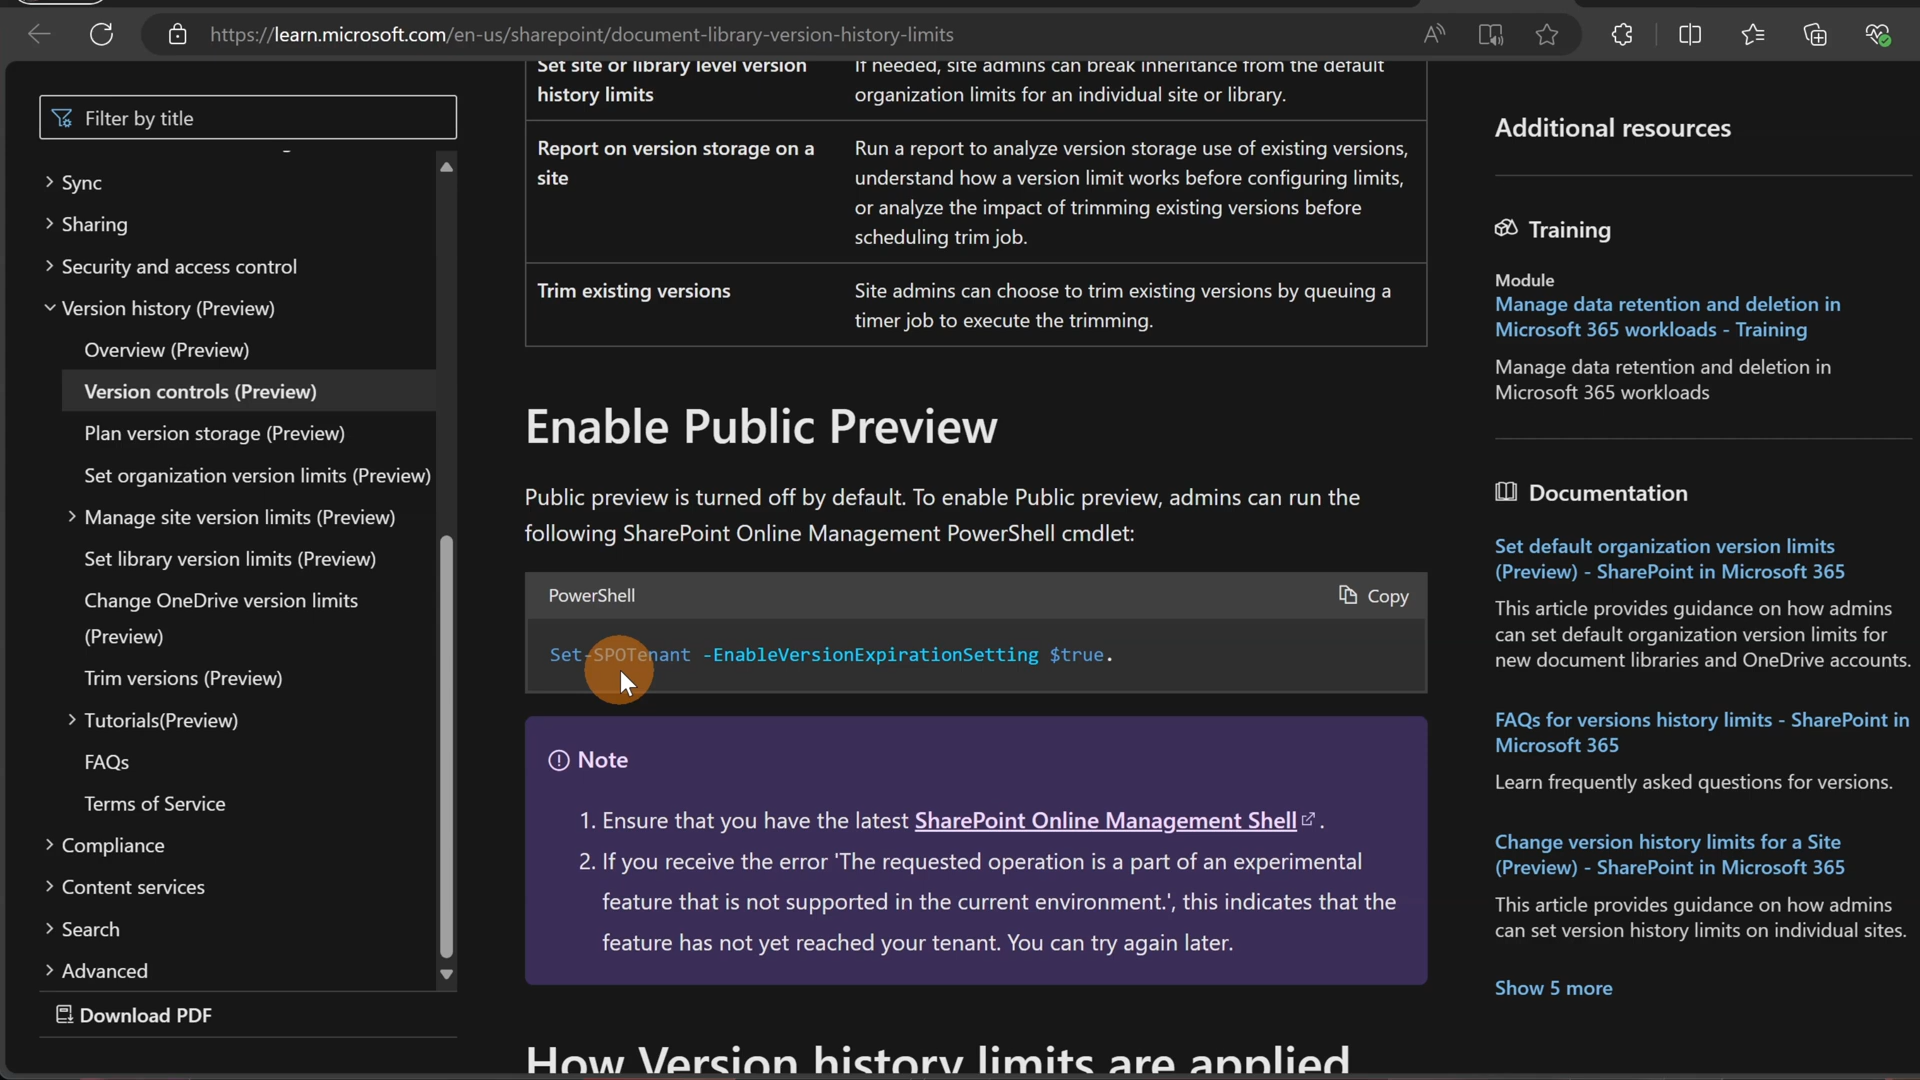 https://learn.microsoft.com/en-us/sharepoint/document-library-version-history-limits
Filter by title
Sync
Sharing
Security and access control
Version history (Preview)
Overview (Preview)
Version controls (Preview)
Plan version storage (Preview)
Set organization version limits (Preview)
Manage site version limits (Preview)
Set library version limits (Preview)
Change OneDrive version limits
(Preview)
Trim versions (Preview)
Tutorials(Preview)
FAQs
Terms of Service
Compliance
Content services
Search
Advanced
Download PDF
Set site or library level version
history limits
If needed, site admins can break inheritance from the default
organization limits for an individual site or library.
Report on version storage on a
site
Run a report to analyze version storage use of existing versions,
understand how a version limit works before configuring limits,
or analyze the impact of trimming existing versions before
scheduling trim job.
Trim existing versions
Site admins can choose to trim existing versions by queuing a
timer job to execute the trimming.
Enable Public Preview
Public preview is turned off by default. To enable Public preview, admins can run the
following SharePoint Online Management PowerShell cmdlet:
PowerShell
Copy
Set-SPOTenant -EnableVersionExpirationSetting $true.
Note
1. Ensure that you have the latest SharePoint Online Management Shell.
2. If you receive the error 'The requested operation is a part of an experimental
feature that is not supported in the current environment.', this indicates that the
feature has not yet reached your tenant. You can try again later.
How Version history limits are applied
Additional resources
Training
Module
Manage data retention and deletion in
Microsoft 365 workloads - Training
Manage data retention and deletion in
Microsoft 365 workloads
Documentation
Set default organization version limits
(Preview) - SharePoint in Microsoft 365
This article provides guidance on how admins
can set default organization version limits for
new document libraries and OneDrive accounts.
FAQs for versions history limits - SharePoint in
Microsoft 365
Learn frequently asked questions for versions.
Change version history limits for a Site
(Preview) - SharePoint in Microsoft 365
This article provides guidance on how admins
can set version history limits on individual sites.
Show 5 more